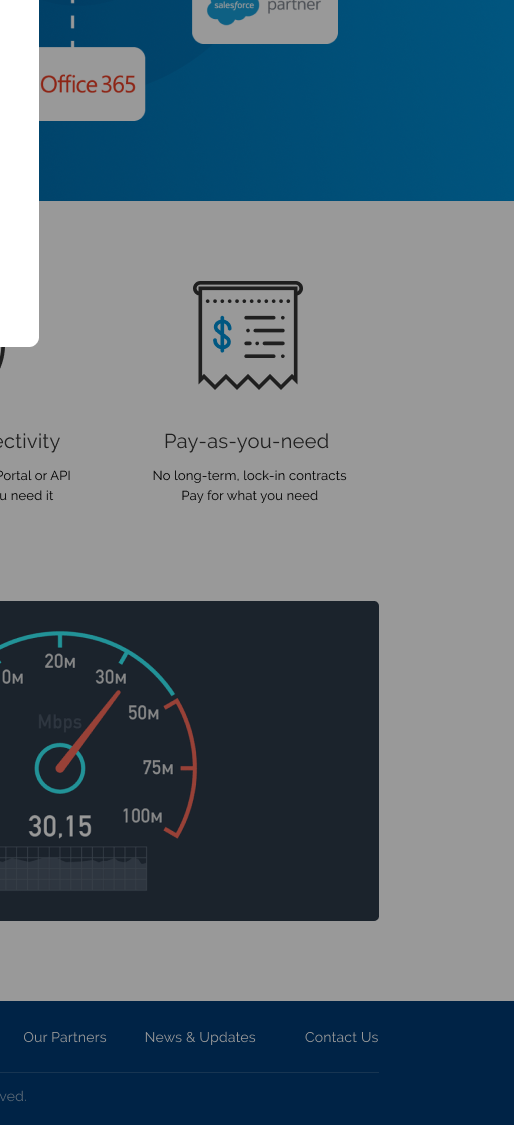 salesforce partner
Office 365
$
ectivity
Portal or API
u need it
Pay-as-you-need
No long-term, lock-in contracts
Pay for what you need
0M
20M
30M
50M
75M
100M
Mbps
30,15
Our Partners
News & Updates
Contact Us
ved.